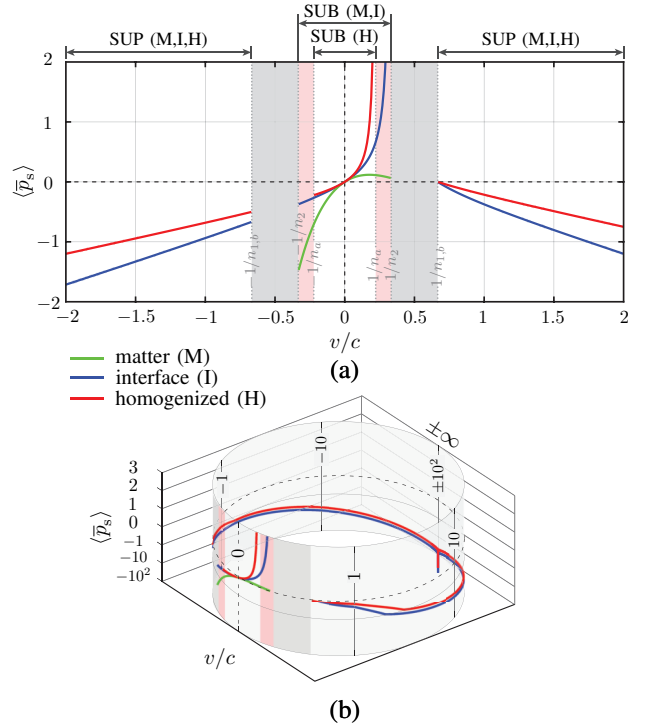 (a)
SUB (M,I)
SUP (M,I,H) SUB (H) SUP (M,I,H)
2
1
0
−1
−2
⟨p̅ₛ⟩
1/n₁,b
−1/n₂
1/nₐ
1/nₐ
1/n₂
1/n₁,b
−2 −1.5 −1 −0.5 0 0.5 1 1.5 2
v/c
(a)
matter (M)
interface (I)
homogenized (H)
±∞
−1
−10
±10²
10
0
1
3
2
1
0
−1
−10
−10²
⟨p̅ₛ⟩
v/c
(b)